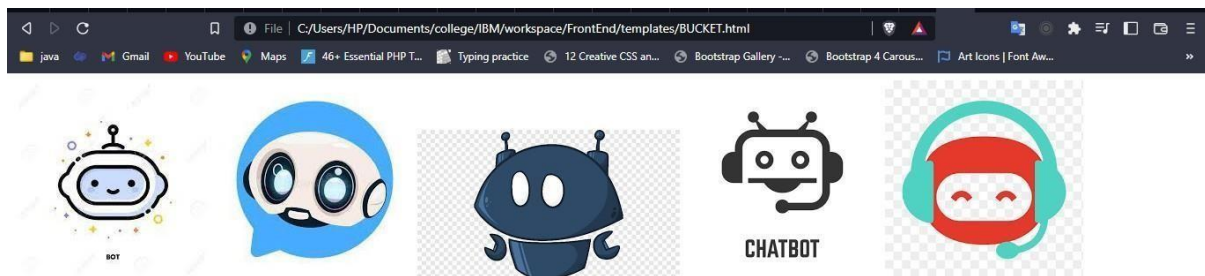 File C:/Users/HP/Documents/college/IBM/workspace/FrontEnd/templates/BUCKET.html
java Gmail YouTube Maps 46+ Essential PHP T... Typing practice 12 Creative CSS an... Bootstrap Gallery -... Bootstrap 4 Carous... Art Icons | Font Aw... »
BOT
CHATBOT